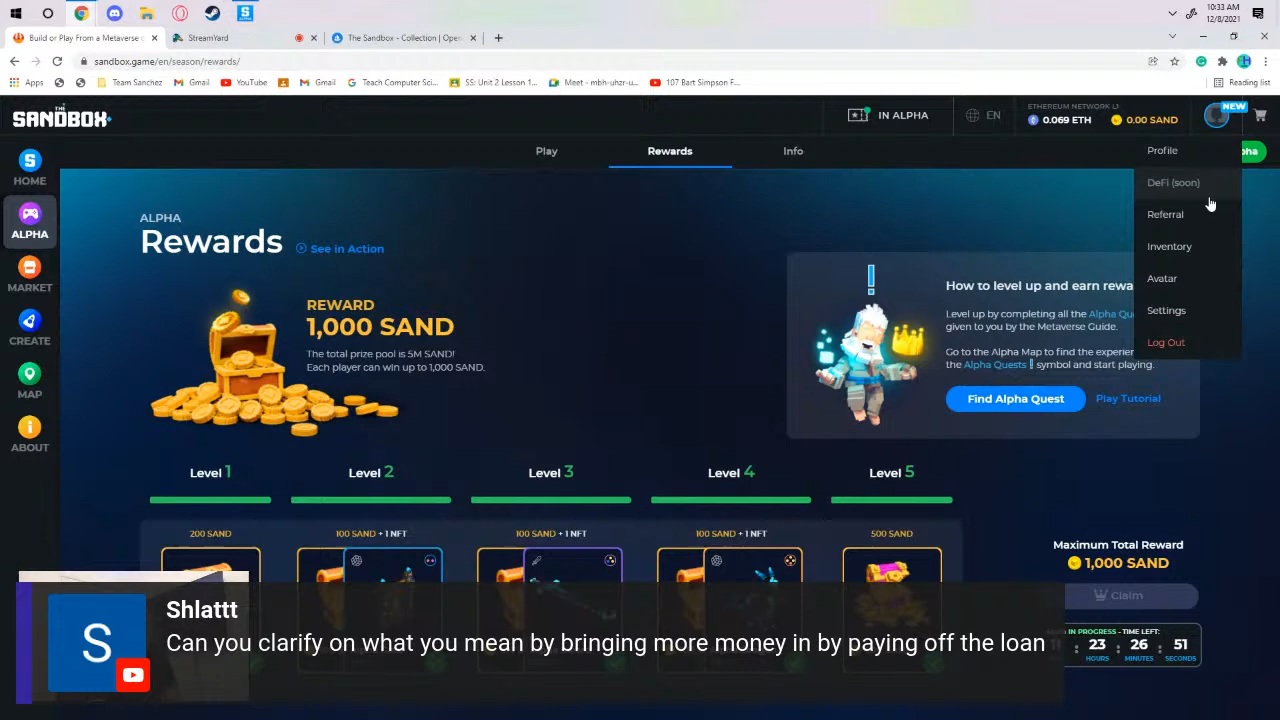 10:33 AM
12/8/2021
Build or Play From a Metaverse
StreamYard
The Sandbox - Collection | Open
sandbox.game/en/season/rewards/
Apps
Team Sanchez
Gmail
YouTube
Gmail
Teach Computer Sci...
SS: Unit 2 Lesson 1...
Meet - mbh-uhzr-u...
107 Bart Simpson F...
Reading list
THE
SANDBOX
IN ALPHA
EN
ETHEREUM NETWORK L1
0.069 ETH
0.00 SAND
NEW
Play
Rewards
Info
Profile
DeFi (soon)
Referral
Inventory
Avatar
Settings
Log Out
HOME
ALPHA
MARKET
CREATE
MAP
ABOUT
ALPHA
Rewards
See in Action
REWARD
1,000 SAND
The total prize pool is 5M SAND!
Each player can win up to 1,000 SAND.
How to level up and earn rewa
Level up by completing all the Alpha Qu
given to you by the Metaverse Guide.
Go to the Alpha Map to find the experier
the Alpha Quests symbol and start playing.
Find Alpha Quest
Play Tutorial
Level 1
Level 2
Level 3
Level 4
Level 5
200 SAND
100 SAND + 1 NFT
100 SAND + 1 NFT
100 SAND + 1 NFT
500 SAND
Maximum Total Reward
1,000 SAND
Claim
IN PROGRESS - TIME LEFT:
: 23 : 26 : 51
HOURS MINUTES SECONDS
S
Shlattt
Can you clarify on what you mean by bringing more money in by paying off the loan